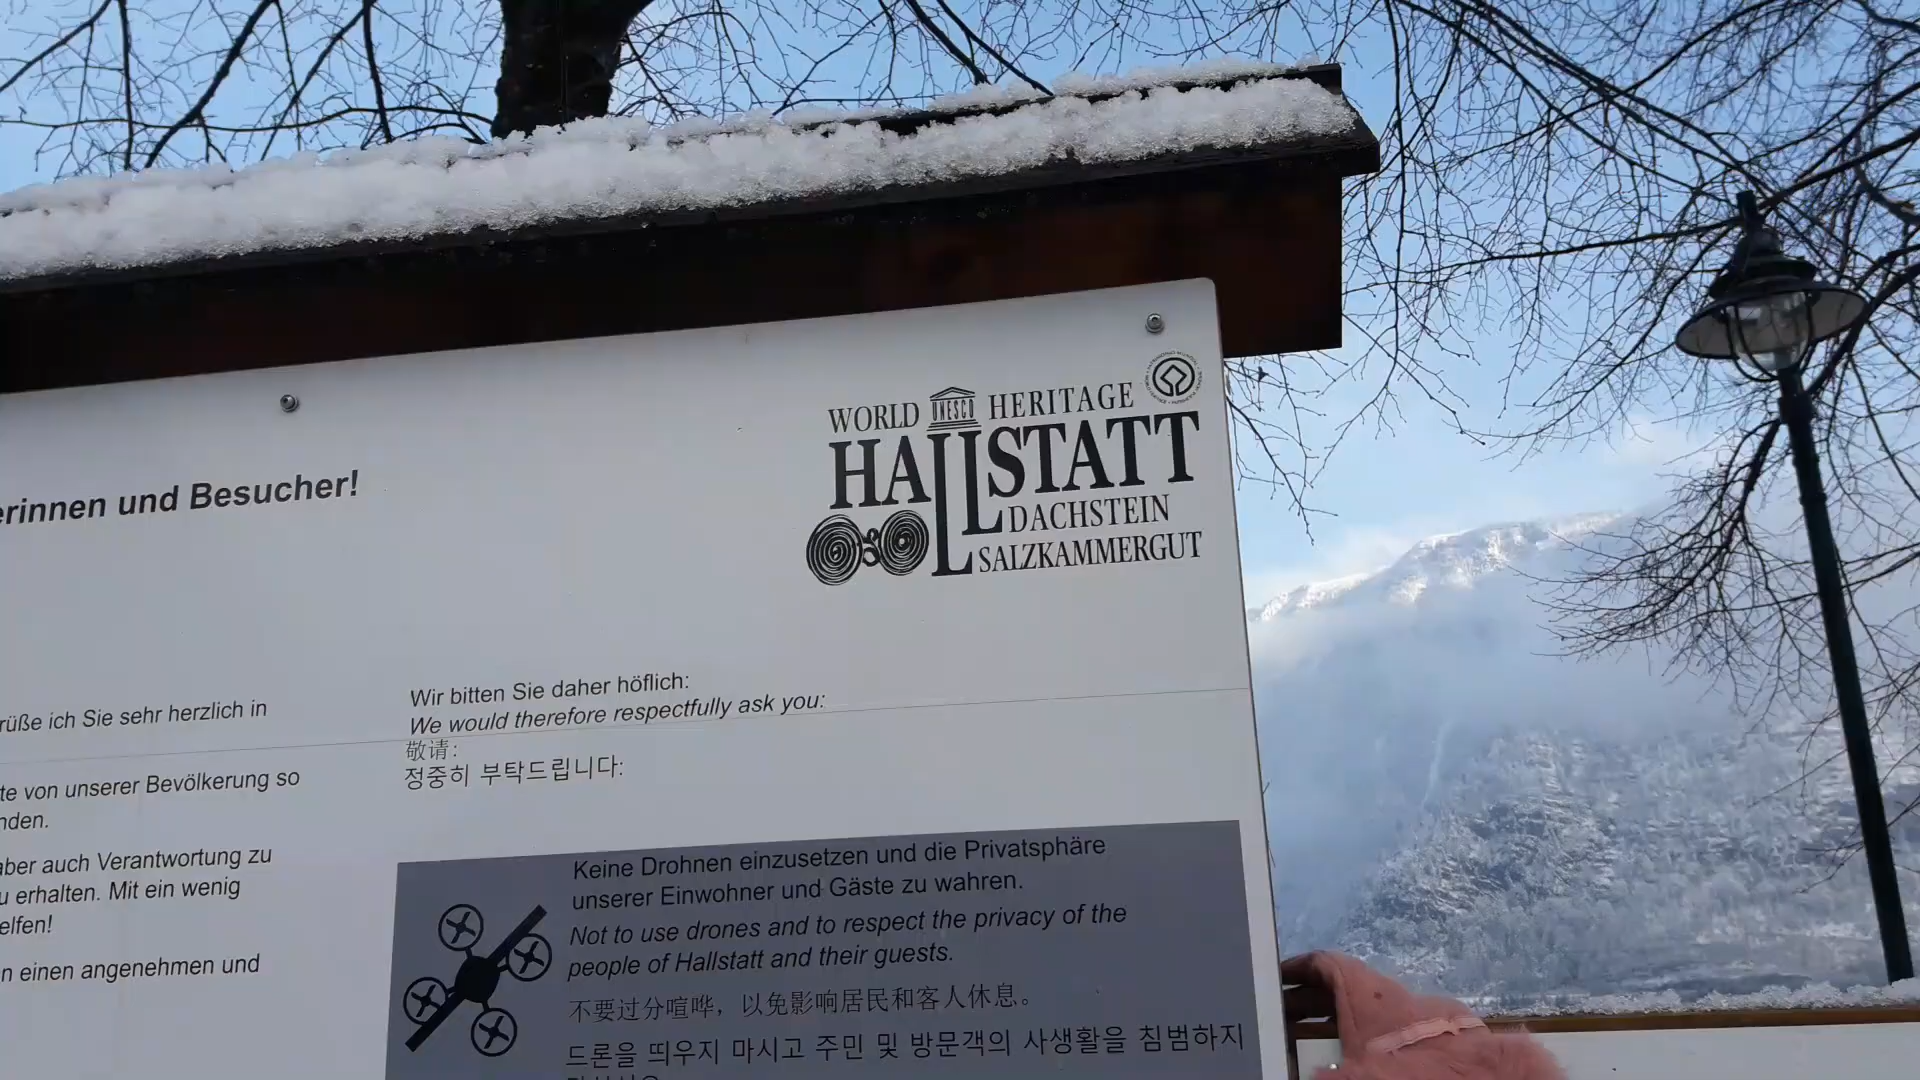 WORLD UNESCO HERITAGE
HALLSTATT
DACHSTEIN
SALZKAMMERGUT
und Besucher!
ich Sie sehr herzlich in
von unserer Bevölkerung so
auch Verantwortung zu
erhalten. Mit ein wenig
einen angenehmen und
Wir bitten Sie daher höflich:
We would therefore respectfully ask you:
敬请:
정중히 부탁드립니다:
Keine Drohnen einzusetzen und die Privatsphäre
unserer Einwohner und Gäste zu wahren.
Not to use drones and to respect the privacy of the
people of Hallstatt and their guests.
不要过分喧哗，以免影响居民和客人休息。
드론을 띄우지 마시고 주민 및 방문객의 사생활을 침범하지